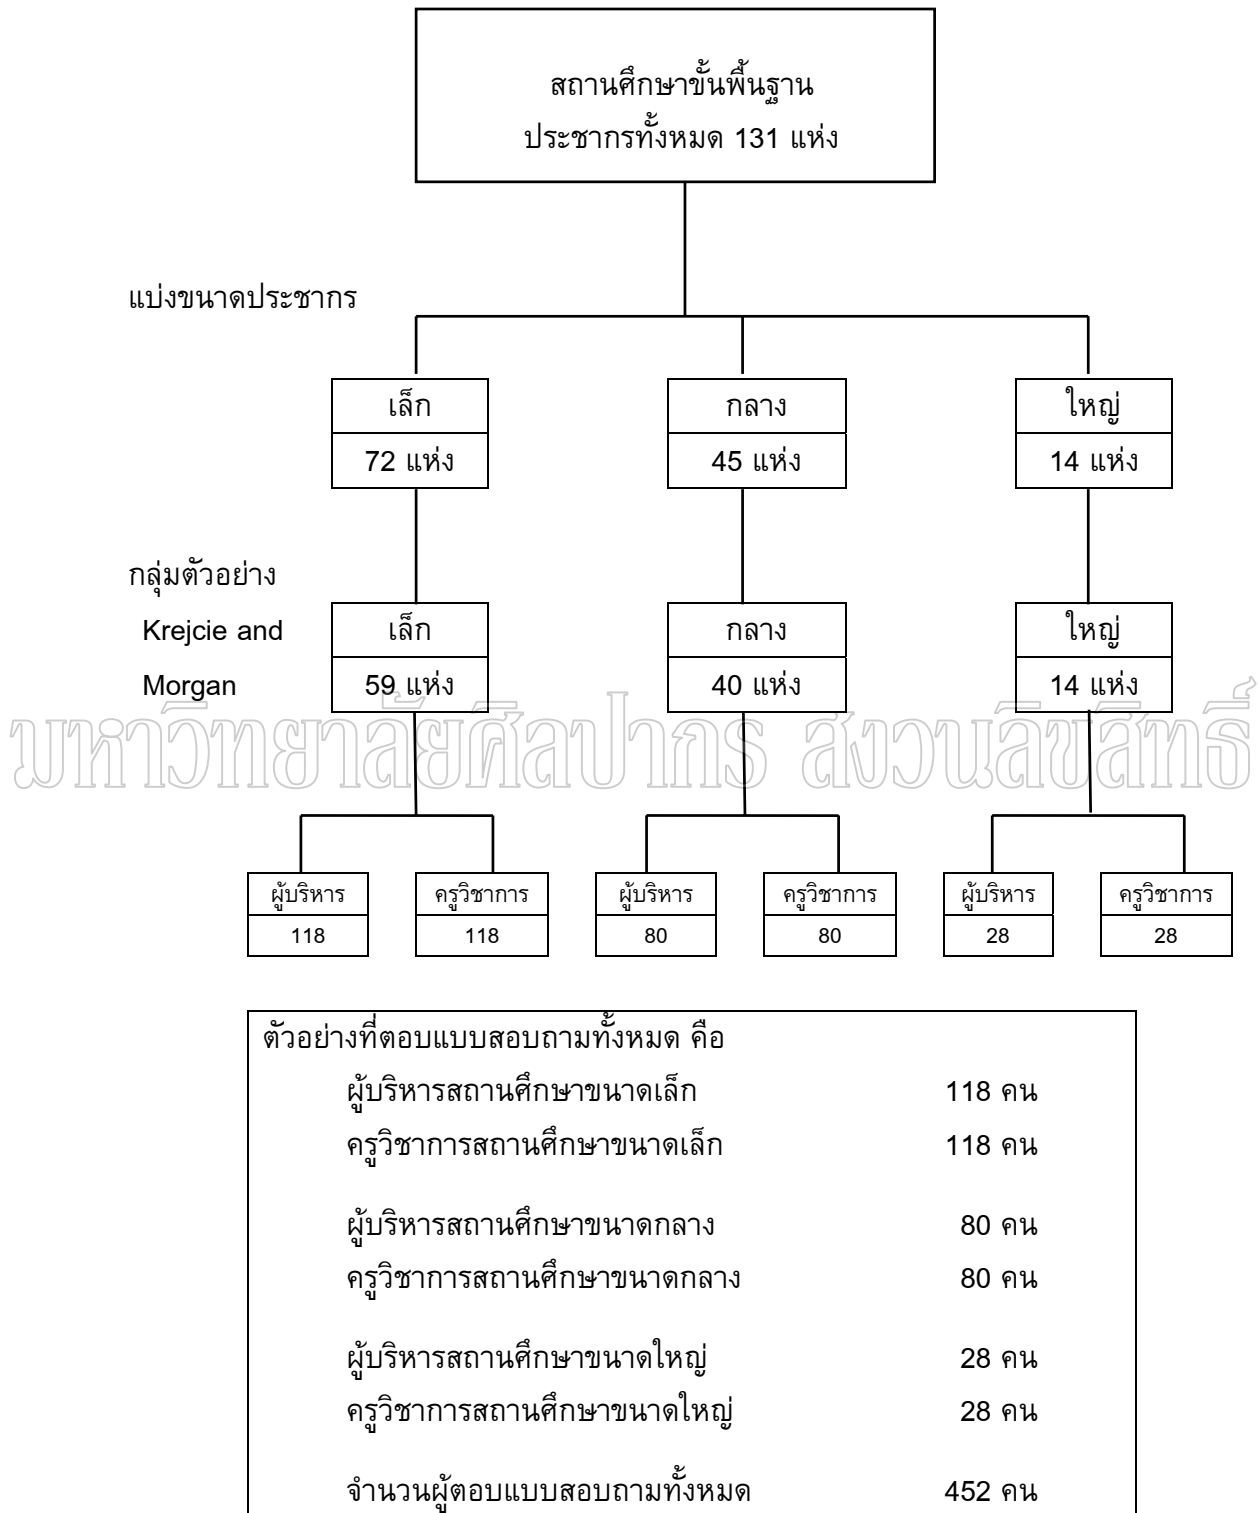 สถานศึกษาขั้นพื้นฐาน
ประชากรทั้งหมด 131 แห่ง
แบ่งขนาดประชากร
เล็ก กลาง ใหญ่
72 แห่ง 45 แห่ง 14 แห่ง
กลุ่มตัวอย่าง
Krejcie and เล็ก กลาง ใหญ่
Morgan 59 แห่ง 40 แห่ง 14 แห่ง
มหาวิทยาลัยศิลปากร สงวนลิขสิทธิ์
ผู้บริหาร ครูวิชาการ ผู้บริหาร ครูวิชาการ ผู้บริหาร ครูวิชาการ
118 118 80 80 28 28
ตัวอย่างที่ตอบแบบสอบถามทั้งหมด คือ
ผู้บริหารสถานศึกษาขนาดเล็ก 118 คน
ครูวิชาการสถานศึกษาขนาดเล็ก 118 คน
ผู้บริหารสถานศึกษาขนาดกลาง 80 คน
ครูวิชาการสถานศึกษาขนาดกลาง 80 คน
ผู้บริหารสถานศึกษาขนาดใหญ่ 28 คน
ครูวิชาการสถานศึกษาขนาดใหญ่ 28 คน
จำนวนผู้ตอบแบบสอบถามทั้งหมด 452 คน